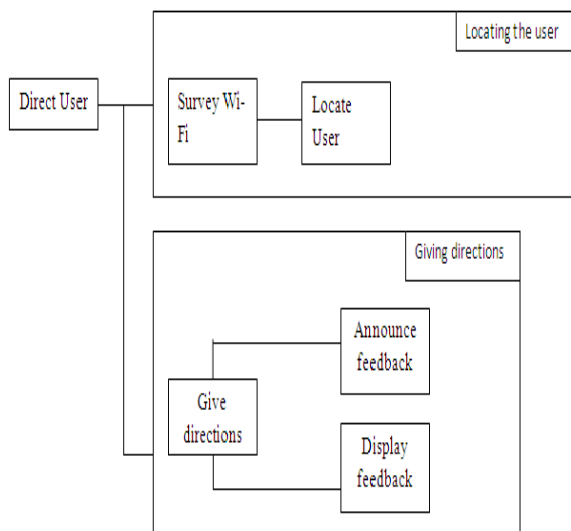 Locating the user
Direct User
Survey Wi-
Fi
Locate
User
Giving directions
Announce
feedback
Give
directions
Display
feedback